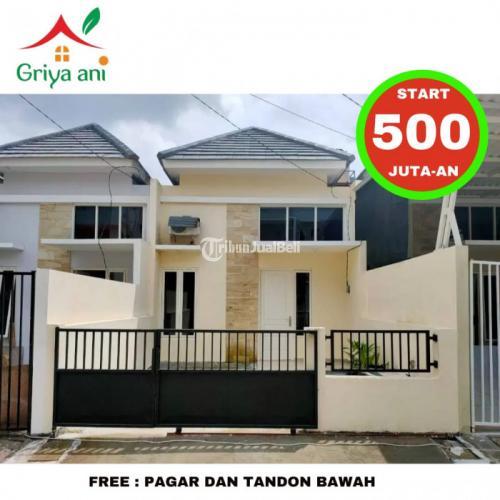 Griya ani
START
500
JUTA-AN
TribunJualBeli
FREE : PAGAR DAN TANDON BAWAH